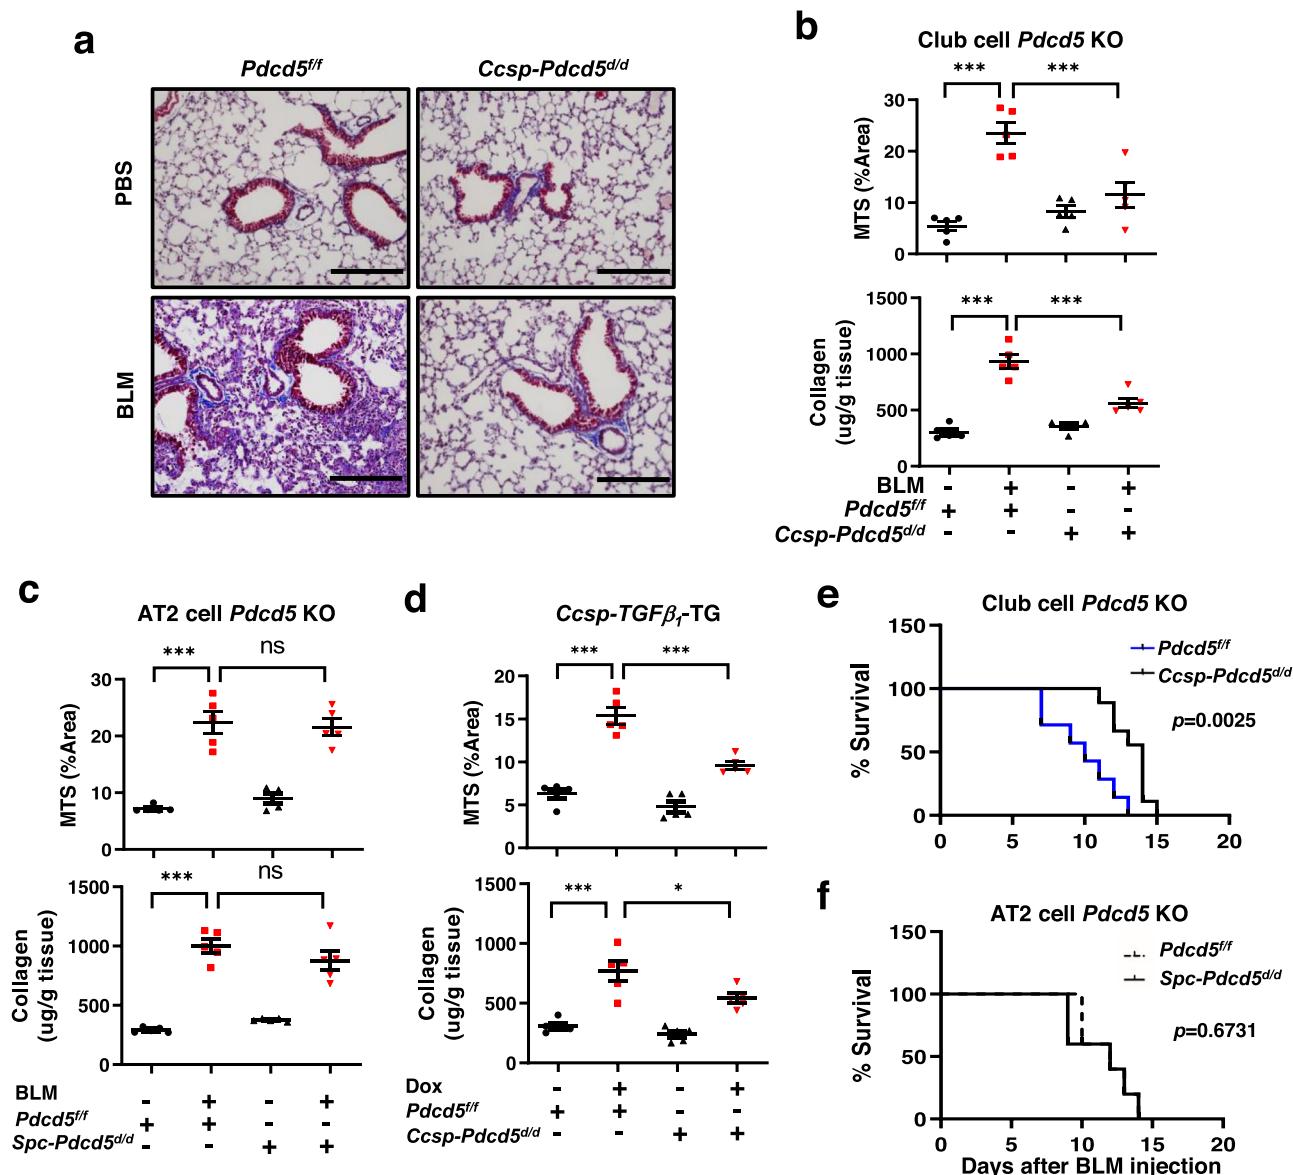 a
Pdcd5f/f
Ccsp-Pdcd5d/d
PBS
BLM
b
Club cell Pdcd5 KO
*** ***
MTS (%Area)
30
20
10
0
*** ***
Collagen
(ug/g tissue)
1500
1000
500
0
BLM - + - +
Pdcd5f/f + + - -
Ccsp-Pdcd5d/d - - + +
c
AT2 cell Pdcd5 KO
*** ns
MTS (%Area)
30
20
10
0
*** ns
Collagen
(ug/g tissue)
1500
1000
500
0
BLM - + - +
Pdcd5f/f + + - -
Spc-Pdcd5d/d - - + +
d
Ccsp-TGFβ1-TG
*** ***
MTS (%Area)
20
15
10
5
0
*** *
Collagen
(ug/g tissue)
1500
1000
500
0
Dox - + - +
Pdcd5f/f + + - -
Ccsp-Pdcd5d/d - - + +
e
Club cell Pdcd5 KO
% Survival
150
100
50
0
Pdcd5f/f
Ccsp-Pdcd5d/d
p=0.0025
0 5 10 15 20
f
AT2 cell Pdcd5 KO
% Survival
150
100
50
0
Pdcd5f/f
Spc-Pdcd5d/d
p=0.6731
0 5 10 15 20
Days after BLM injection